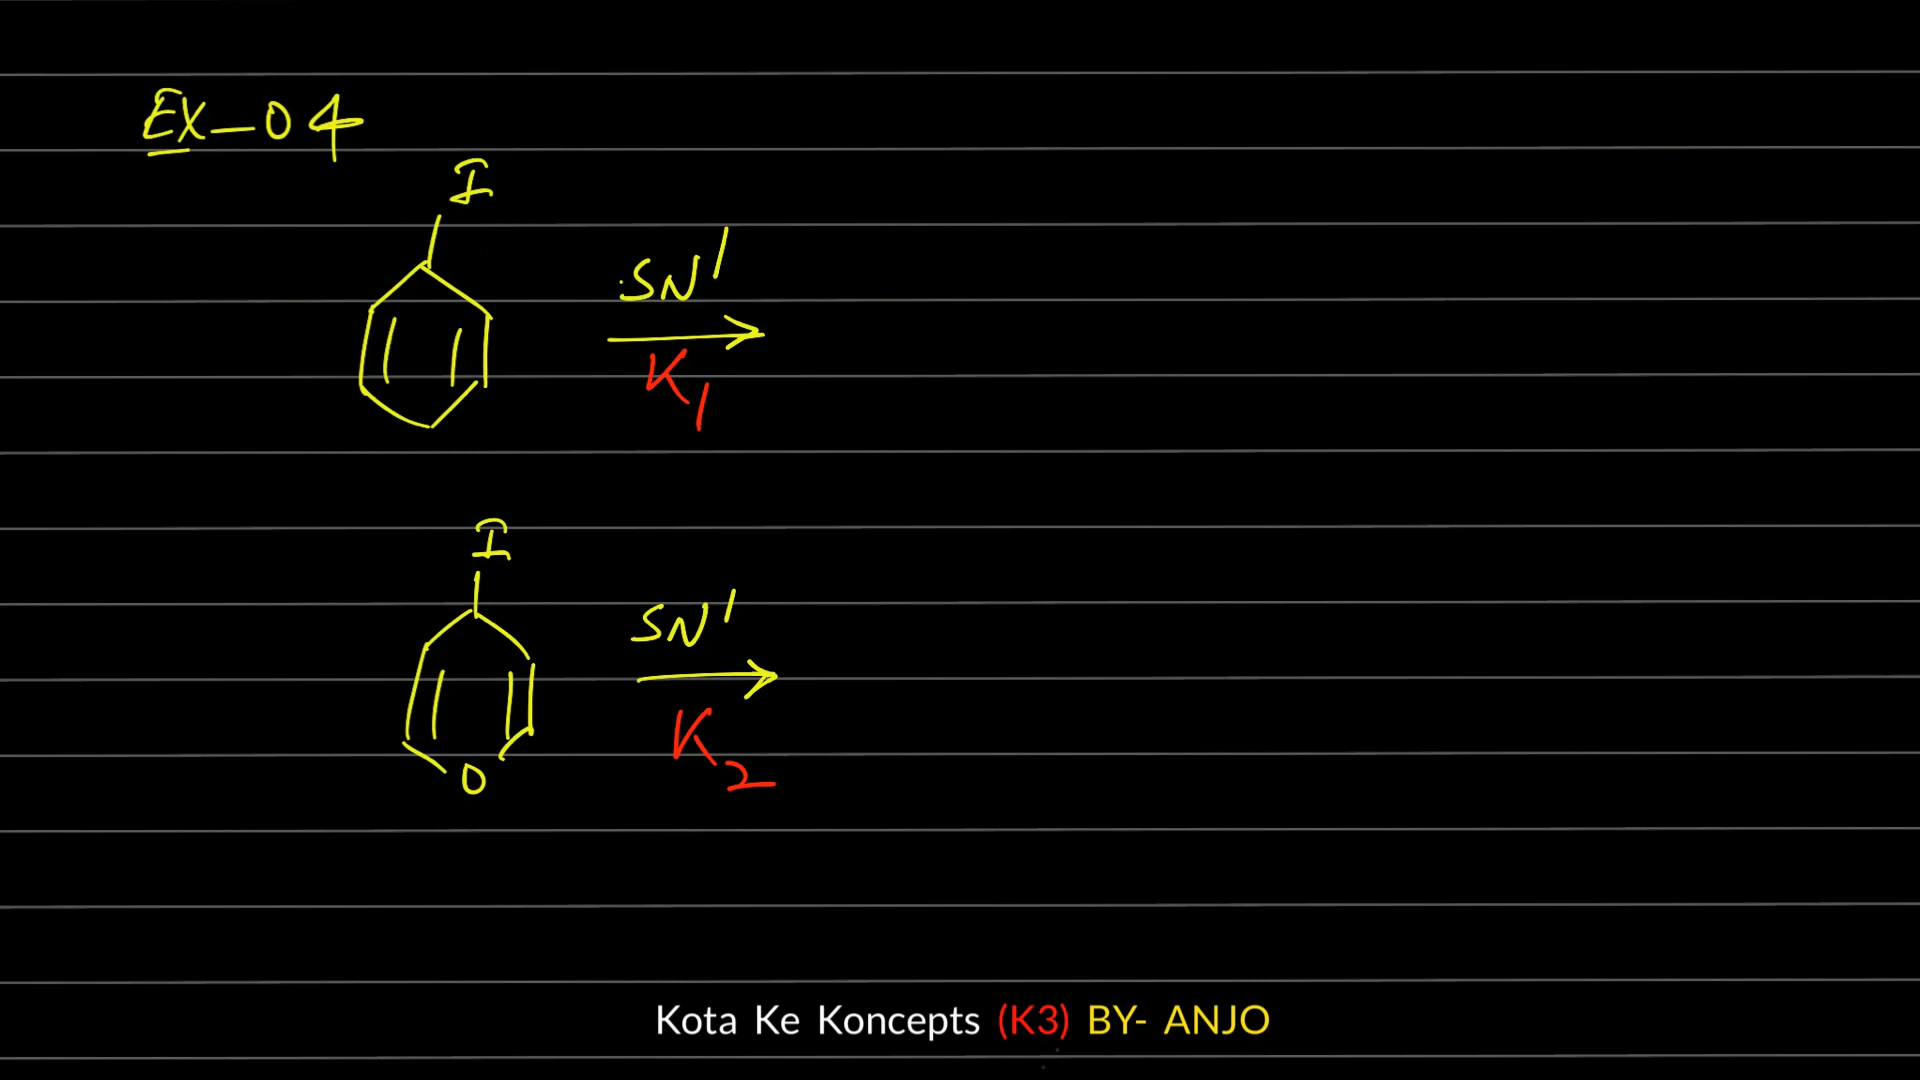 EX-04
I
SN1
K1
I
SN1
K2
O
Kota Ke Koncepts (K3) BY- ANJO